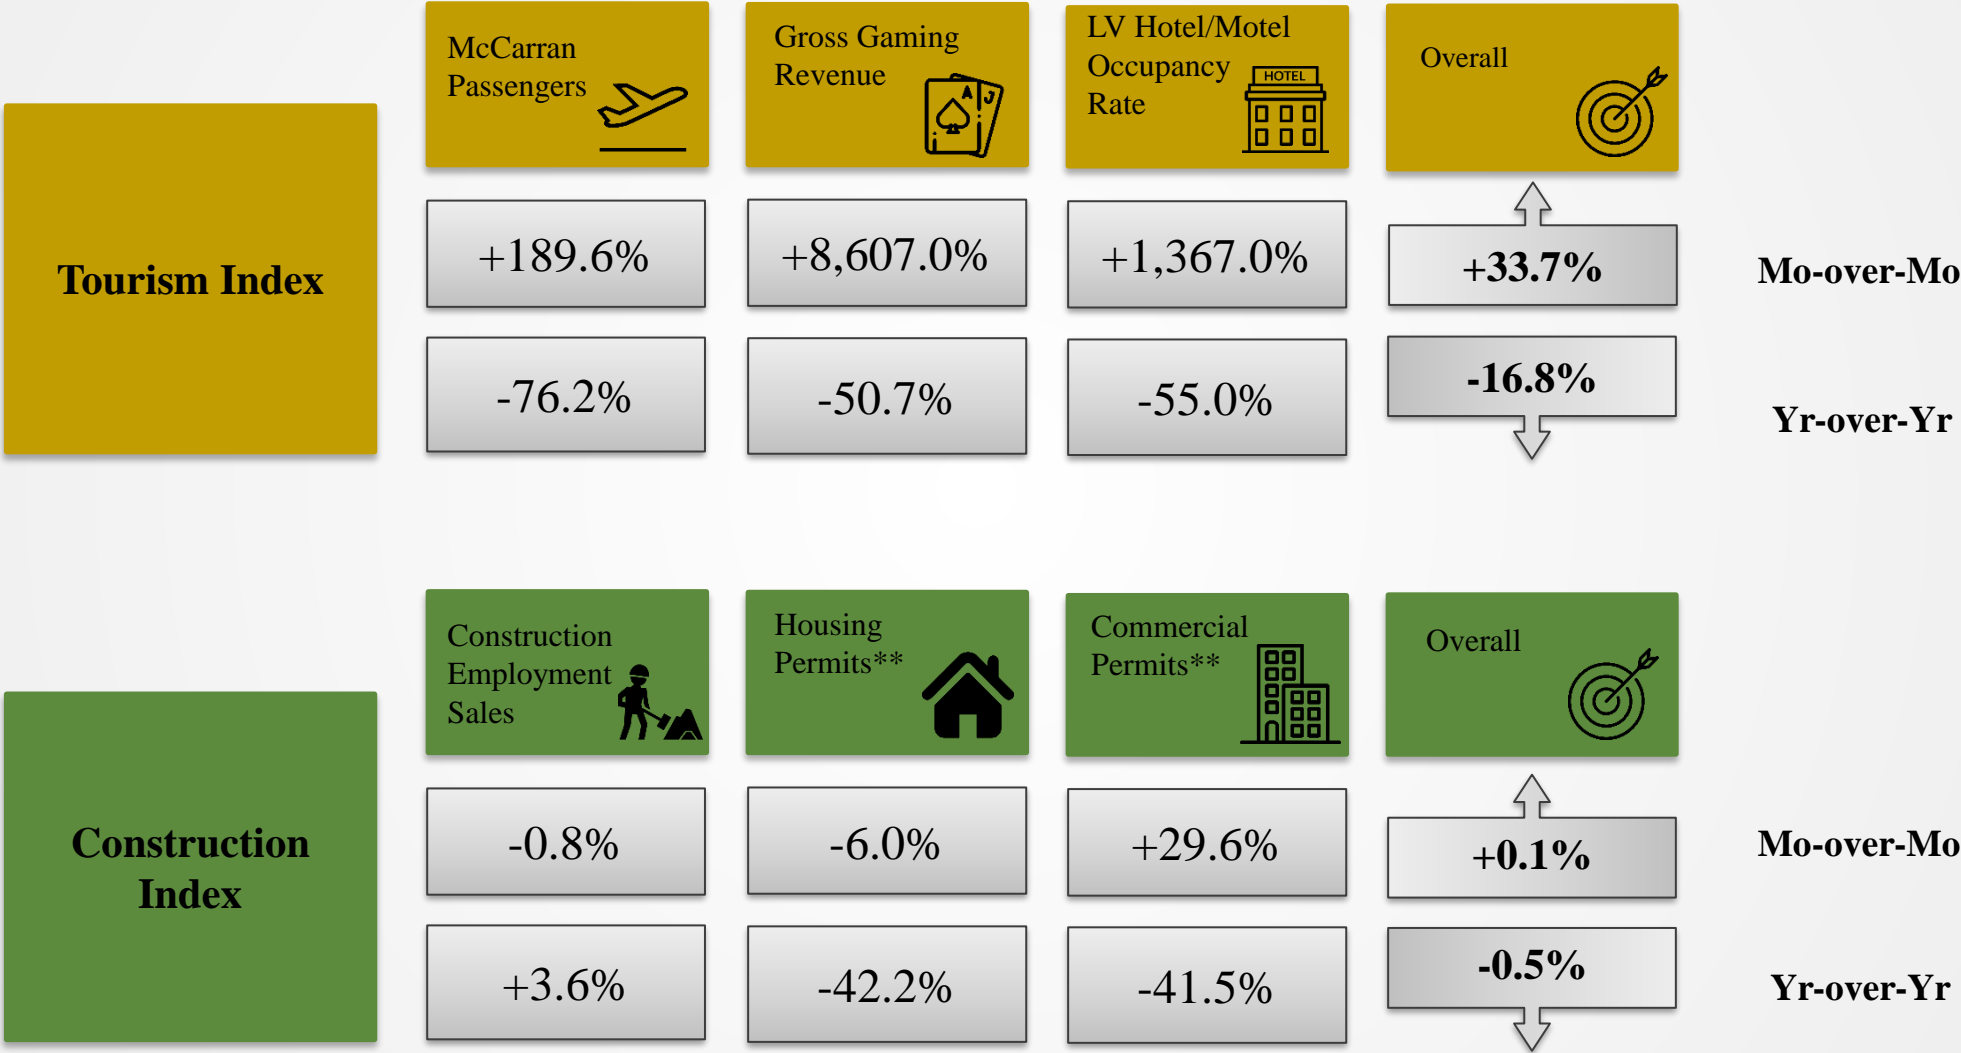 McCarran
Passengers
Gross Gaming
Revenue
A
J
LV Hotel/Motel
Occupancy
Rate
HOTEL
Overall
Tourism Index
+189.6%
+8,607.0%
+1,367.0%
+33.7%
Mo-over-Mo
-76.2%
-50.7%
-55.0%
-16.8%
Yr-over-Yr
Construction
Employment
Sales
Housing
Permits**
Commercial
Permits**
Overall
Construction
Index
-0.8%
-6.0%
+29.6%
+0.1%
Mo-over-Mo
+3.6%
-42.2%
-41.5%
-0.5%
Yr-over-Yr